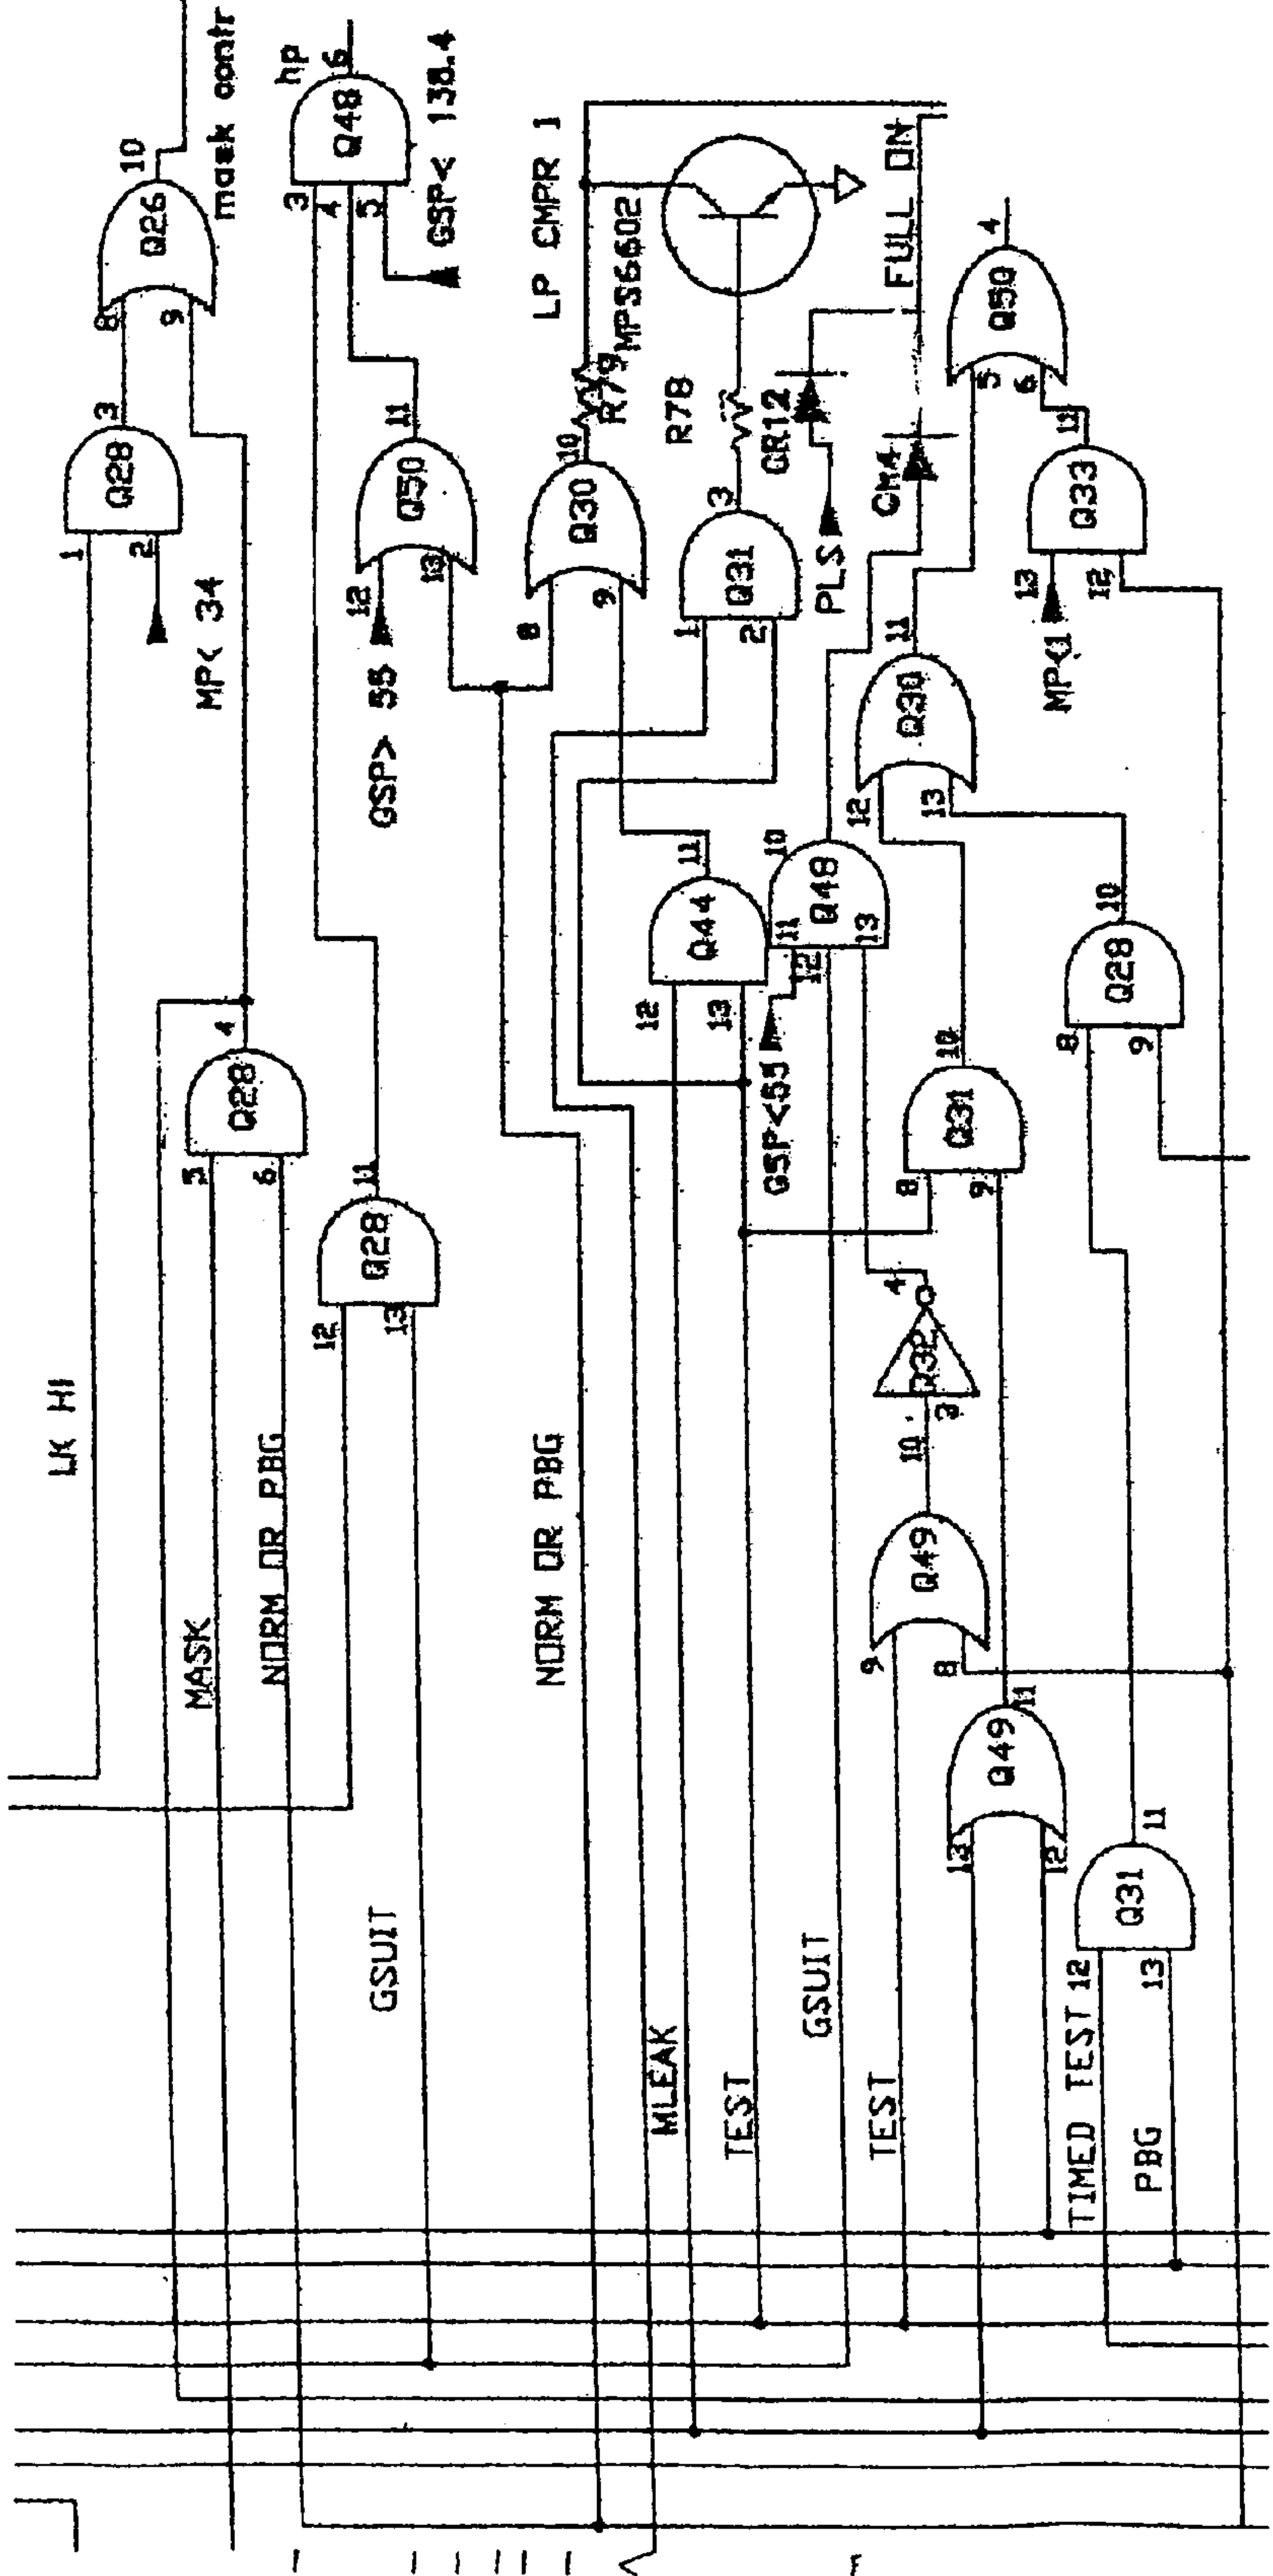 LK HI
1
2
Q28
3
8
9
Q26
10
mask contr
MP< 34
MASK
NORM OR PBG
5
6
Q28
4
3
4
5
Q48
hp
6
GSP< 138.4
GSUIT
12
13
Q28
11
GSP> 55
12
13
Q50
11
NORM OR PBG
8
9
Q30
10
R79
LP CMPR 1
MPS6602
1
2
Q31
3
R78
MLEAK
TEST
12
13
Q44
11
GSP<55
11
12
13
Q48
10
PLS
CR12
CR4
FULL ON
GSUIT
TEST
9
8
Q49
10
3
Q32
4
8
9
Q31
10
12
13
Q30
11
5
6
Q50
4
13
12
Q49
11
TIMED TEST
12
PBG
13
Q31
11
8
9
Q28
10
MP<1
13
12
Q33
11